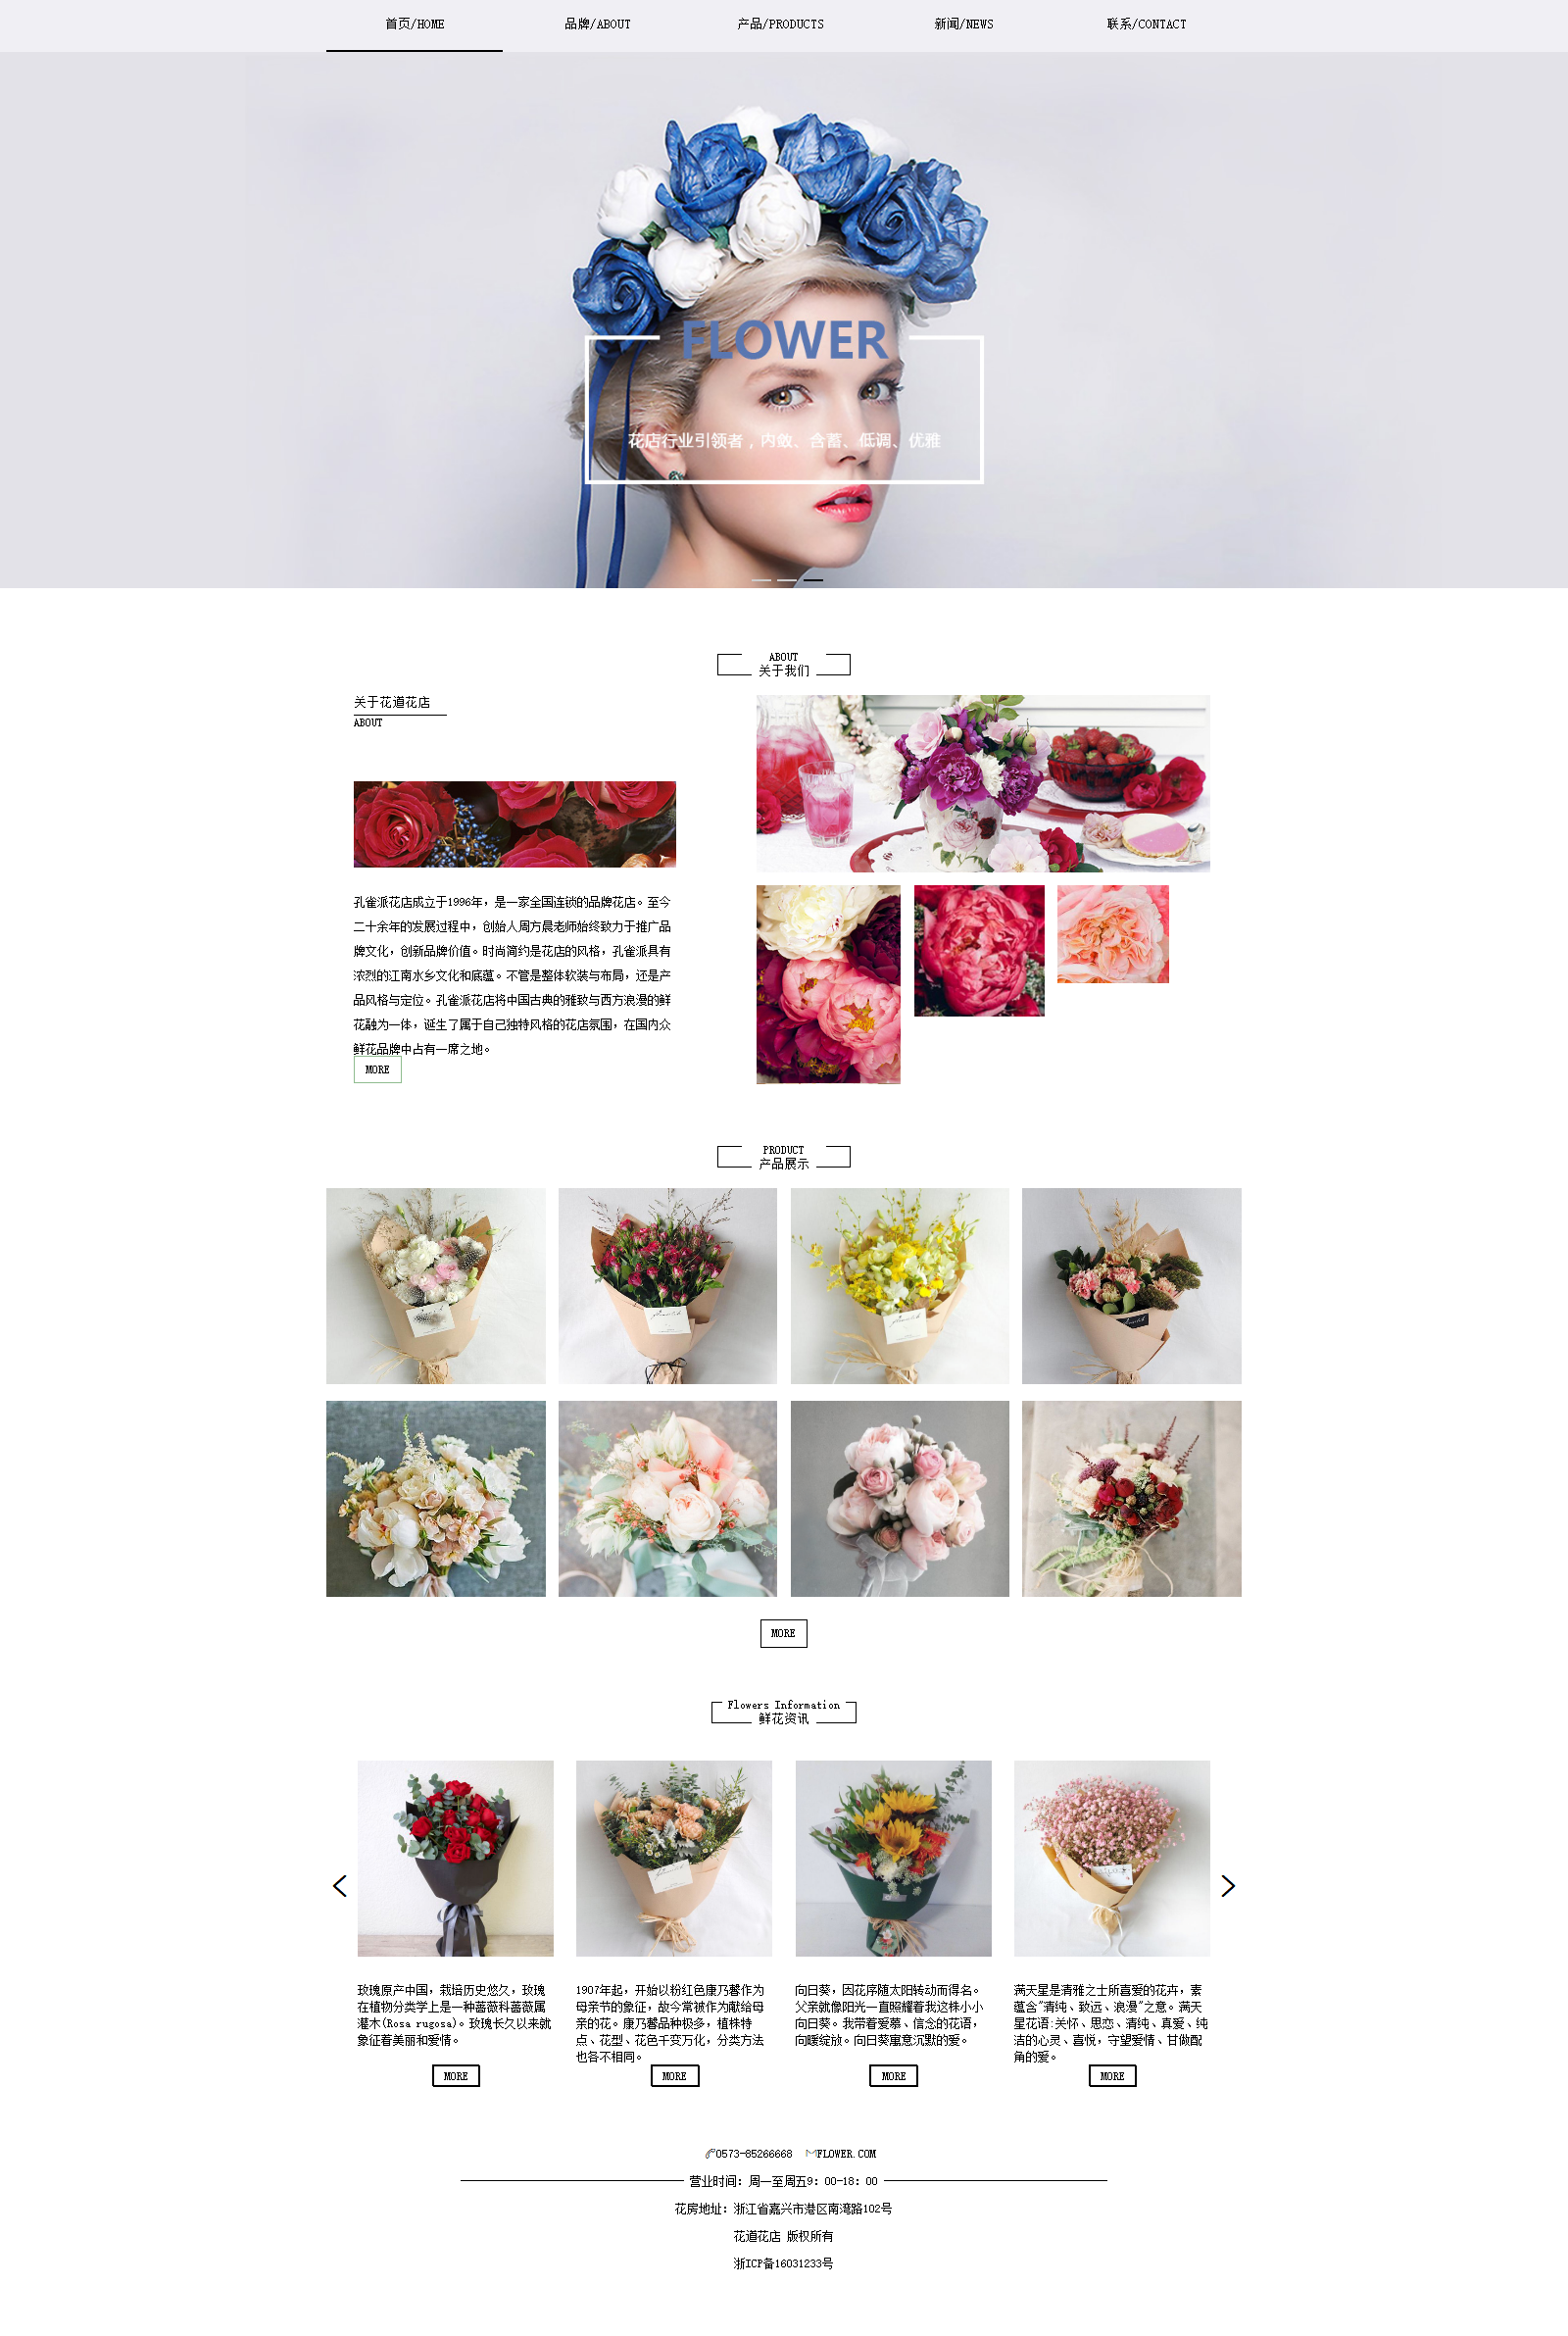 首页/HOME
品牌/ABOUT
产品/PRODUCTS
新闻/NEWS
联系/CONTACT
FLOWER
花店行业引领者，内敛、含蓄、低调、优雅
ABOUT
关于我们
关于花道花店
ABOUT
孔雀派花店成立于1996年，是一家全国连锁的品牌花店。至今
二十余年的发展过程中，创始人周方晨老师始终致力于推广品
牌文化，创新品牌价值。时尚简约是花店的风格，孔雀派具有
浓烈的江南水乡文化和底蕴。不管是整体软装与布局，还是产
品风格与定位。孔雀派花店将中国古典的雅致与西方浪漫的鲜
花融为一体，诞生了属于自己独特风格的花店氛围，在国内众
鲜花品牌中占有一席之地。
MORE
PRODUCT
产品展示
MORE
Flowers Information
鲜花资讯
玫瑰原产中国，栽培历史悠久，玫瑰
在植物分类学上是一种蔷薇科蔷薇属
灌木(Rosa rugosa)。玫瑰长久以来就
象征着美丽和爱情。
MORE
1907年起，开始以粉红色康乃馨作为
母亲节的象征，故今常被作为献给母
亲的花。康乃馨品种极多，植株特
点、花型、花色千变万化，分类方法
也各不相同。
MORE
向日葵，因花序随太阳转动而得名。
父亲就像阳光一直照耀着我这株小小
向日葵。我带着爱慕、信念的花语，
向暖绽放。向日葵寓意沉默的爱。
MORE
满天星是清雅之士所喜爱的花卉，素
蕴含"清纯、致远、浪漫"之意。满天
星花语:关怀、思恋、清纯、真爱、纯
洁的心灵、喜悦，守望爱情、甘做配
角的爱。
MORE
0573-85266668 FLOWER.COM
营业时间：周一至周五9：00-18：00
花房地址：浙江省嘉兴市港区南湾路102号
花道花店 版权所有
浙ICP备16031233号